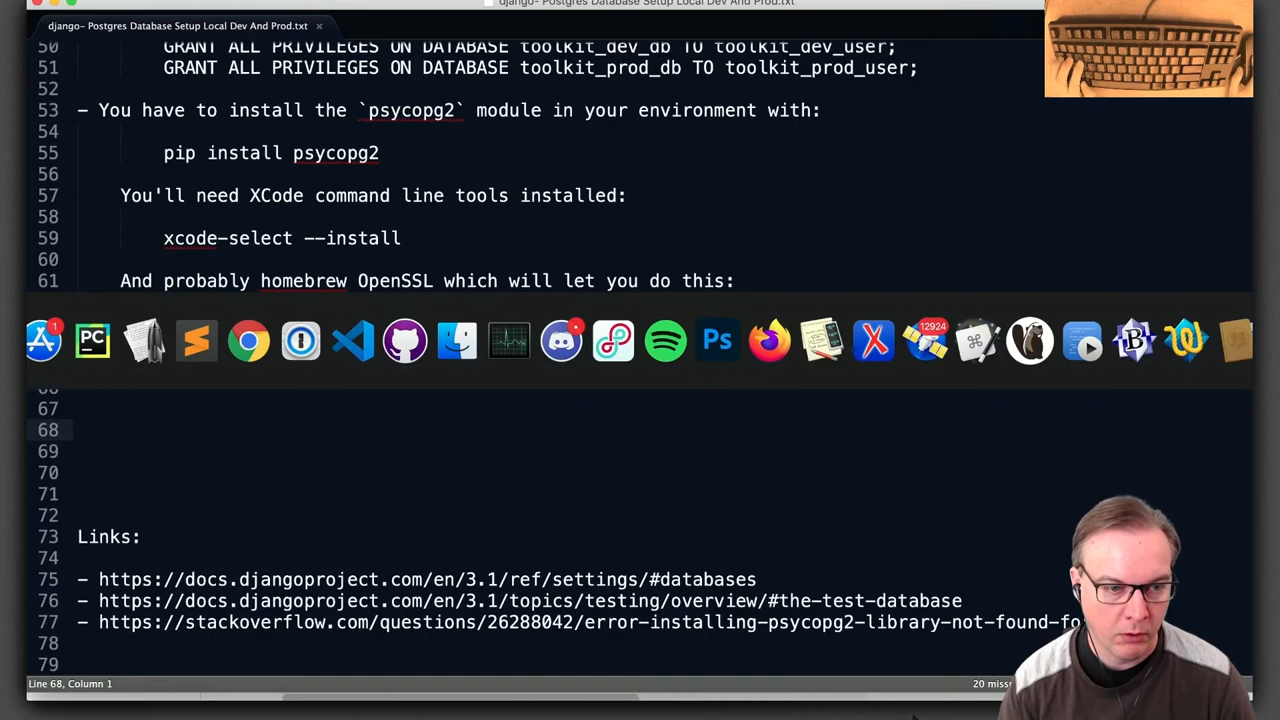 django- Postgres Database Setup Local Dev And Prod.txt
django- Postgres Database Setup Local Dev And Prod.txt ×
50 GRANT ALL PRIVILEGES ON DATABASE toolkit_dev_db TO toolkit_dev_user;
51 GRANT ALL PRIVILEGES ON DATABASE toolkit_prod_db TO toolkit_prod_user;
52
53 - You have to install the `psycopg2` module in your environment with:
54
55 pip install psycopg2
56
57 You'll need XCode command line tools installed:
58
59 xcode-select --install
60
61 And probably homebrew OpenSSL which will let you do this:
1 PC 1 Ps X 12924 B
66
67
68
69
70
71
72
73 Links:
74
75 - https://docs.djangoproject.com/en/3.1/ref/settings/#databases
76 - https://docs.djangoproject.com/en/3.1/topics/testing/overview/#the-test-database
77 - https://stackoverflow.com/questions/26288042/error-installing-psycopg2-library-not-found-fo
78
79
Line 68, Column 1
20 miss